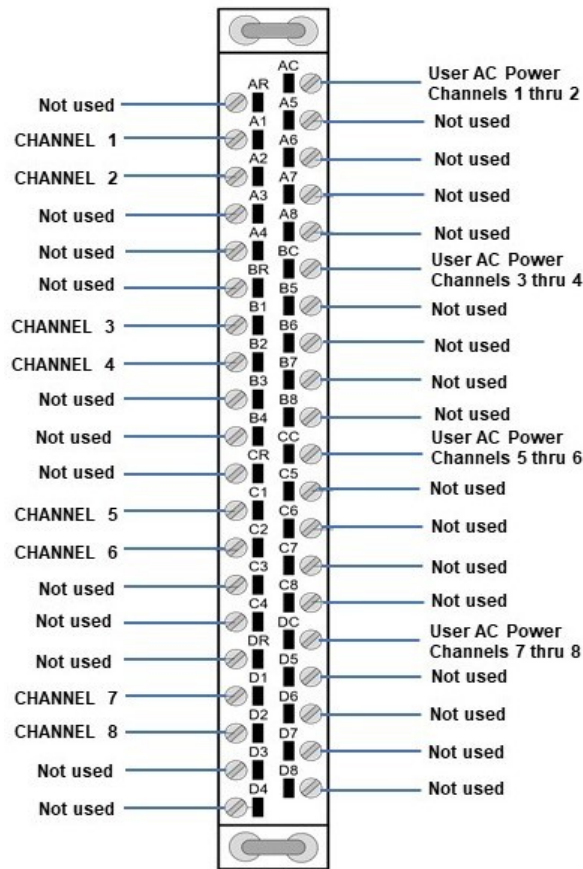 AC
User AC Power
Channels 1 thru 2
AR
Not used
A5
Not used
A1
CHANNEL 1
A6
Not used
A2
CHANNEL 2
A7
Not used
A3
Not used
A8
Not used
A4
Not used
BC
User AC Power
Channels 3 thru 4
BR
Not used
B5
Not used
B1
CHANNEL 3
B6
Not used
B2
CHANNEL 4
B7
Not used
B3
Not used
B8
Not used
B4
Not used
CC
User AC Power
Channels 5 thru 6
CR
Not used
C5
Not used
C1
CHANNEL 5
C6
Not used
C2
CHANNEL 6
C7
Not used
C3
Not used
C8
Not used
C4
Not used
DC
User AC Power
Channels 7 thru 8
DR
Not used
D5
Not used
D1
CHANNEL 7
D6
Not used
D2
CHANNEL 8
D7
Not used
D3
Not used
D8
Not used
D4
Not used